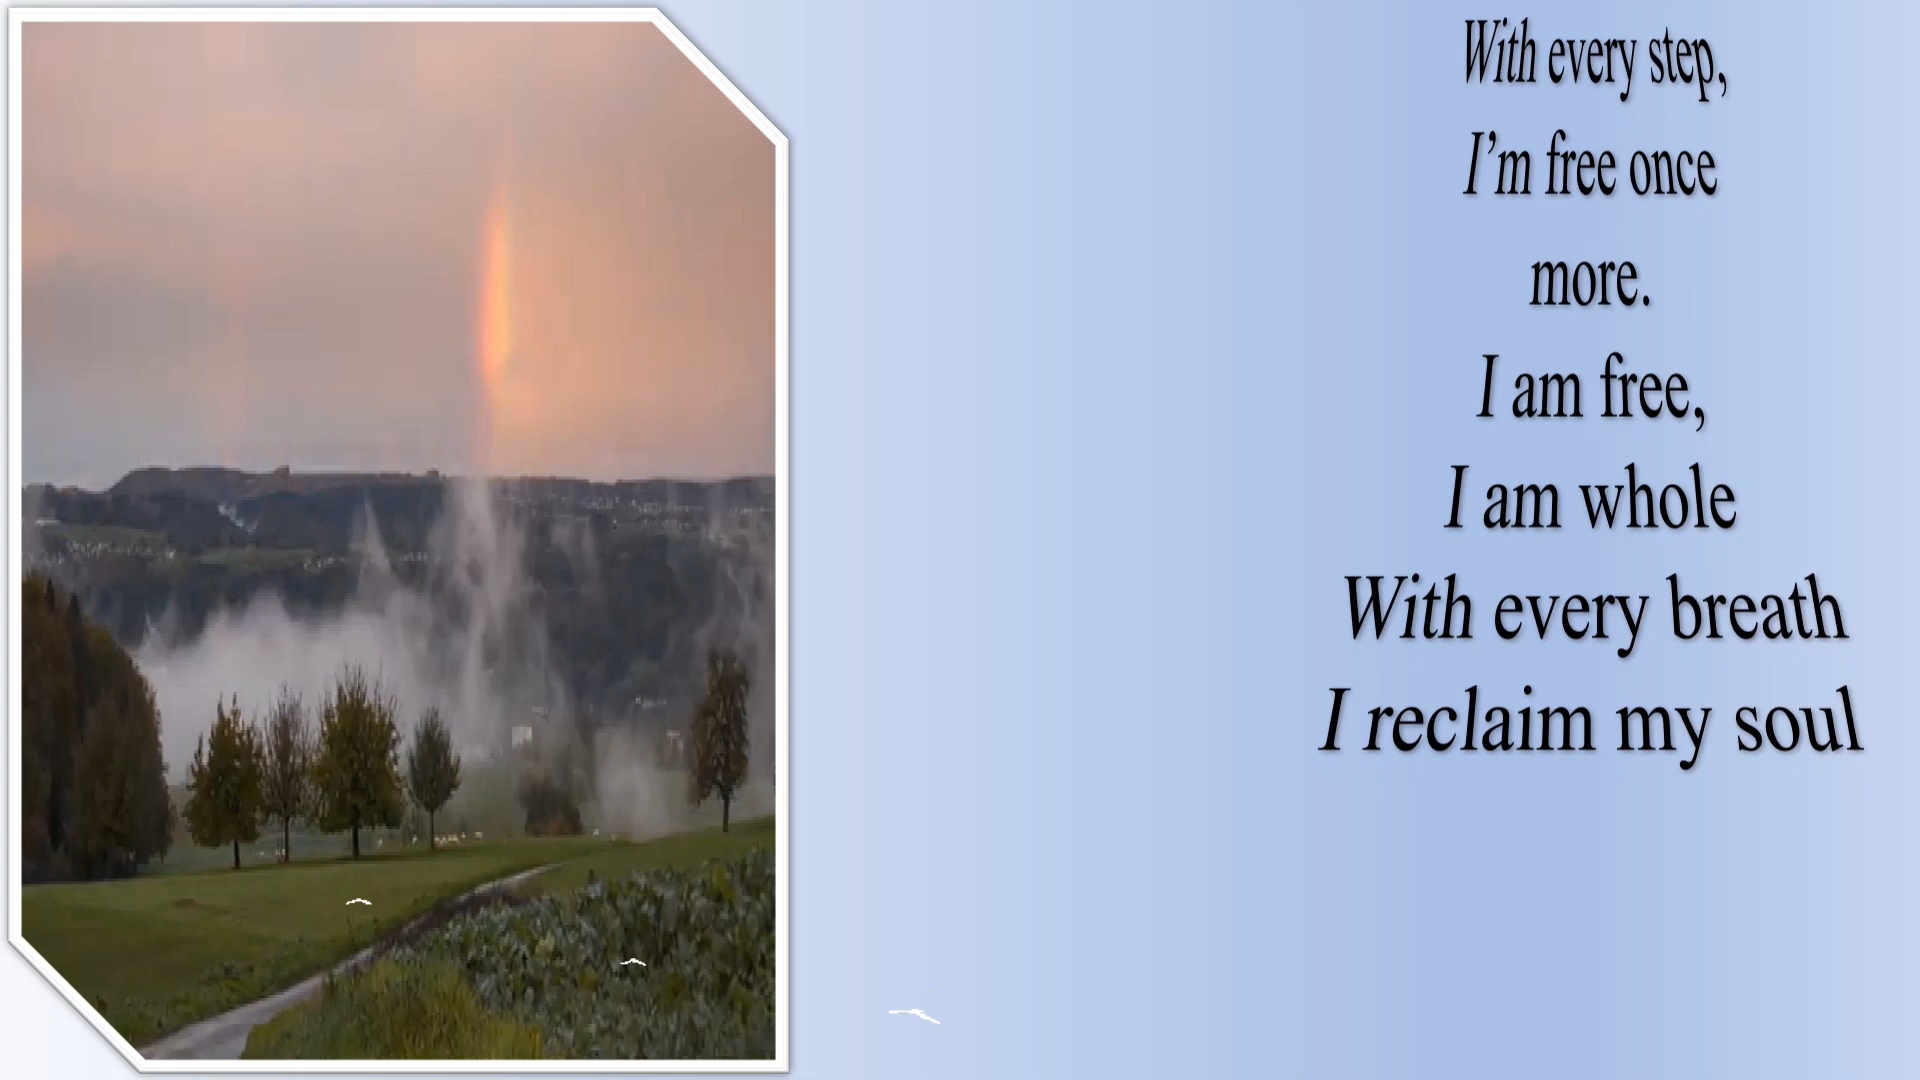 With every step,
I’m free once
more.
I am free,
I am whole
With every breath
I reclaim my soul